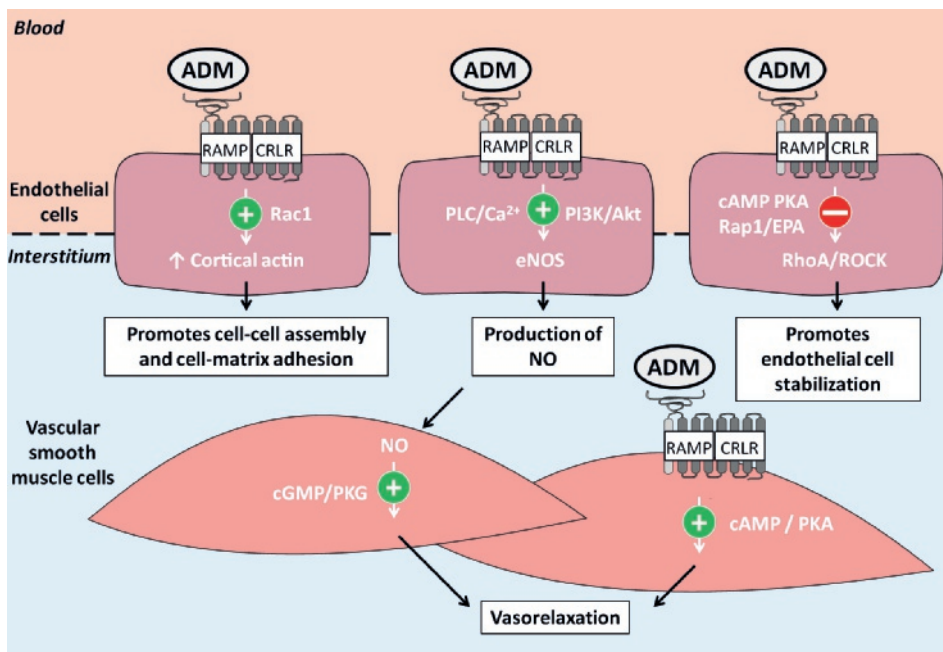 Blood
ADM
ADM
ADM
RAMP CRLR
RAMP CRLR
RAMP CRLR
Endothelial
cells
Interstitium
Rac1
↑ Cortical actin
PLC/Ca²⁺ PI3K/Akt
eNOS
cAMP PKA
Rap1/EPA
RhoA/ROCK
Promotes cell-cell assembly
and cell-matrix adhesion
Production of
NO
Promotes
endothelial cell
stabilization
ADM
RAMP CRLR
Vascular
smooth
muscle cells
NO
cGMP/PKG
cAMP / PKA
Vasorelaxation